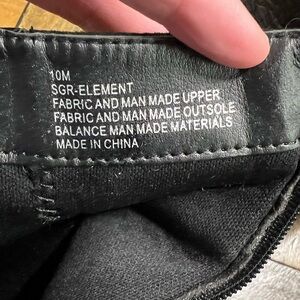 10M
SGR-ELEMENT
FABRIC AND MAN MADE UPPER
FABRIC AND MAN MADE OUTSOLE
BALANCE MAN MADE MATERIALS
MADE IN CHINA